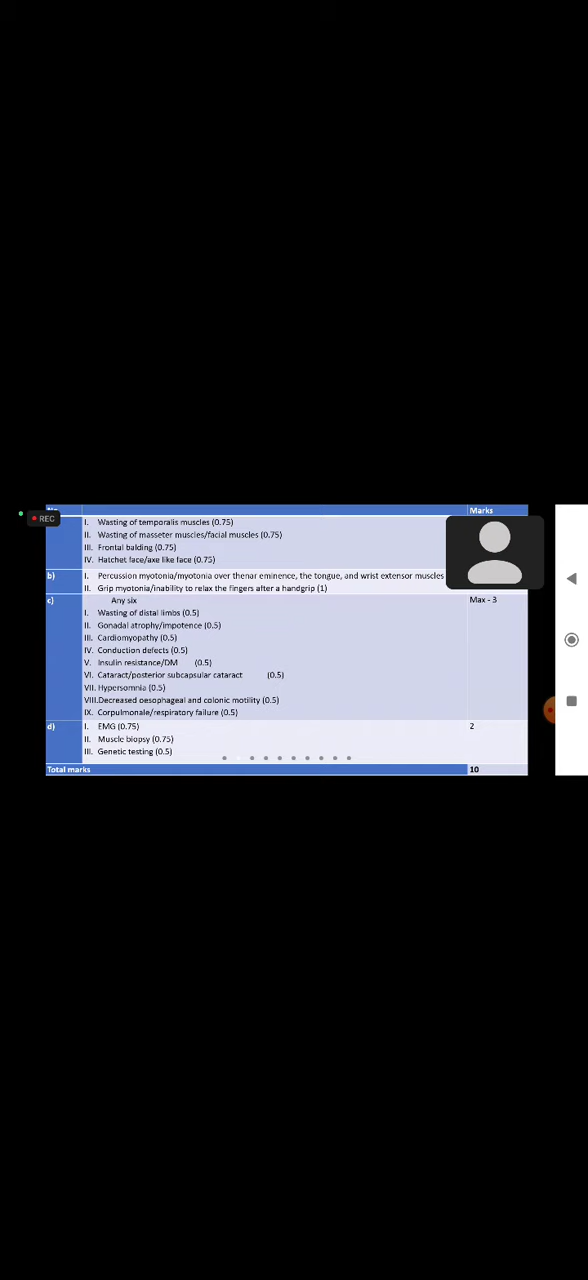 No
Marks
REC
I. Wasting of temporalis muscles (0.75)
II. Wasting of masseter muscles/facial muscles (0.75)
III. Frontal balding (0.75)
IV. Hatchet face/axe like face (0.75)
b) I. Percussion myotonia/myotonia over thenar eminence, the tongue, and wrist extensor muscles
II. Grip myotonia/inability to relax the fingers after a handgrip (1)
c) Any six Max - 3
I. Wasting of distal limbs (0.5)
II. Gonadal atrophy/impotence (0.5)
III. Cardiomyopathy (0.5)
IV. Conduction defects (0.5)
V. Insulin resistance/DM (0.5)
VI. Cataract/posterior subcapsular cataract (0.5)
VII. Hypersomnia (0.5)
VIII.Decreased oesophageal and colonic motility (0.5)
IX. Corpulmonale/respiratory failure (0.5)
d) I. EMG (0.75) 2
II. Muscle biopsy (0.75)
III. Genetic testing (0.5)
Total marks 10